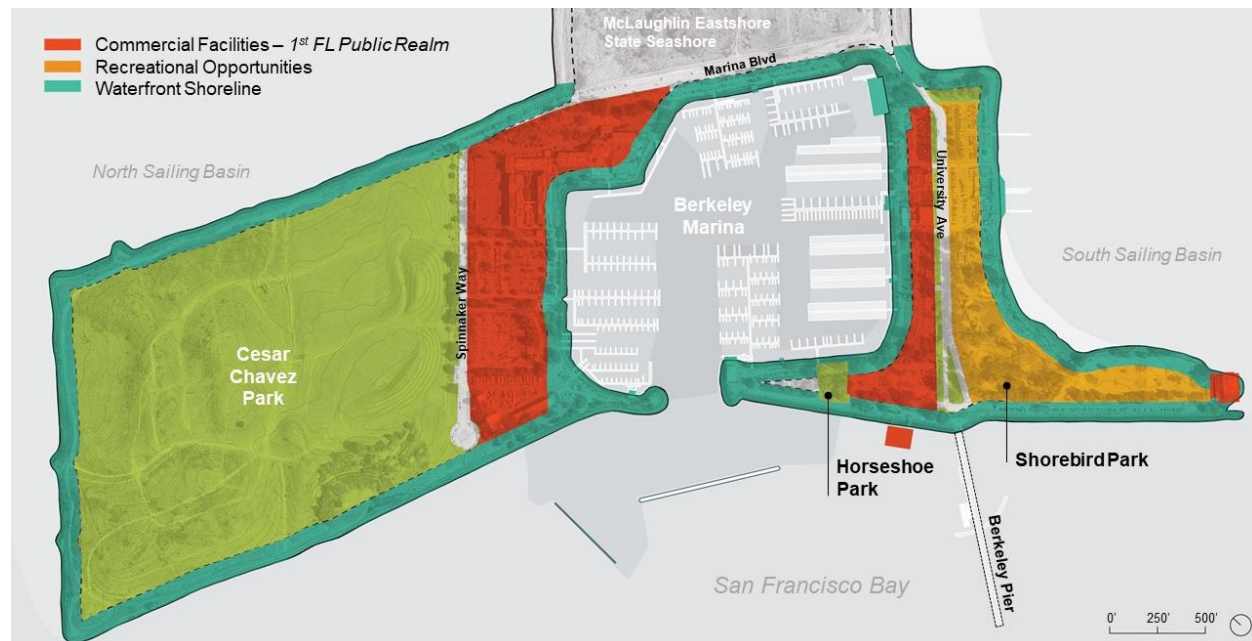 McLaughlin Eastshore
State Seashore
Commercial Facilities – 1st FL Public Realm
Recreational Opportunities
Waterfront Shoreline
Marina Blvd
North Sailing Basin
Berkeley
Marina
University Ave
South Sailing Basin
Spinnaker Way
Cesar
Chavez
Park
Horseshoe
Park
Shorebird Park
Berkeley Pier
San Francisco Bay
0' 250' 500'